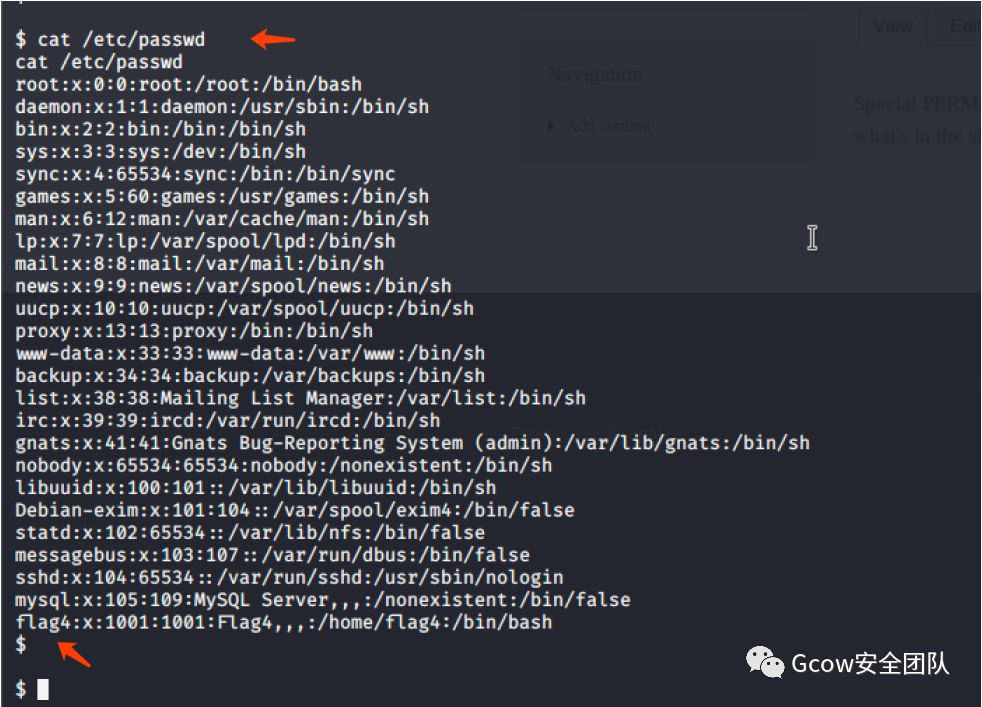 $ cat /etc/passwd
cat /etc/passwd
root:x:0:0:root:/root:/bin/bash
daemon:x:1:1:daemon:/usr/sbin:/bin/sh
bin:x:2:2:bin:/bin:/bin/sh
sys:x:3:3:sys:/dev:/bin/sh
sync:x:4:65534:sync:/bin:/bin/sync
games:x:5:60:games:/usr/games:/bin/sh
man:x:6:12:man:/var/cache/man:/bin/sh
lp:x:7:7:lp:/var/spool/lpd:/bin/sh
mail:x:8:8:mail:/var/mail:/bin/sh
news:x:9:9:news:/var/spool/news:/bin/sh
uucp:x:10:10:uucp:/var/spool/uucp:/bin/sh
proxy:x:13:13:proxy:/bin:/bin/sh
www-data:x:33:33:www-data:/var/www:/bin/sh
backup:x:34:34:backup:/var/backups:/bin/sh
list:x:38:38:Mailing List Manager:/var/list:/bin/sh
irc:x:39:39:ircd:/var/run/ircd:/bin/sh
gnats:x:41:41:Gnats Bug-Reporting System (admin):/var/lib/gnats:/bin/sh
nobody:x:65534:65534:nobody:/nonexistent:/bin/sh
libuuid:x:100:101::/var/lib/libuuid:/bin/sh
Debian-exim:x:101:104::/var/spool/exim4:/bin/false
statd:x:102:65534::/var/lib/nfs:/bin/false
messagebus:x:103:107::/var/run/dbus:/bin/false
sshd:x:104:65534::/var/run/sshd:/usr/sbin/nologin
mysql:x:105:109:MySQL Server,,,:/nonexistent:/bin/false
flag4:x:1001:1001:Flag4,,,:/home/flag4:/bin/bash
$
$
View
Edit
Navigation
Add content
Special PERMS
what's in the
Gcow安全团队